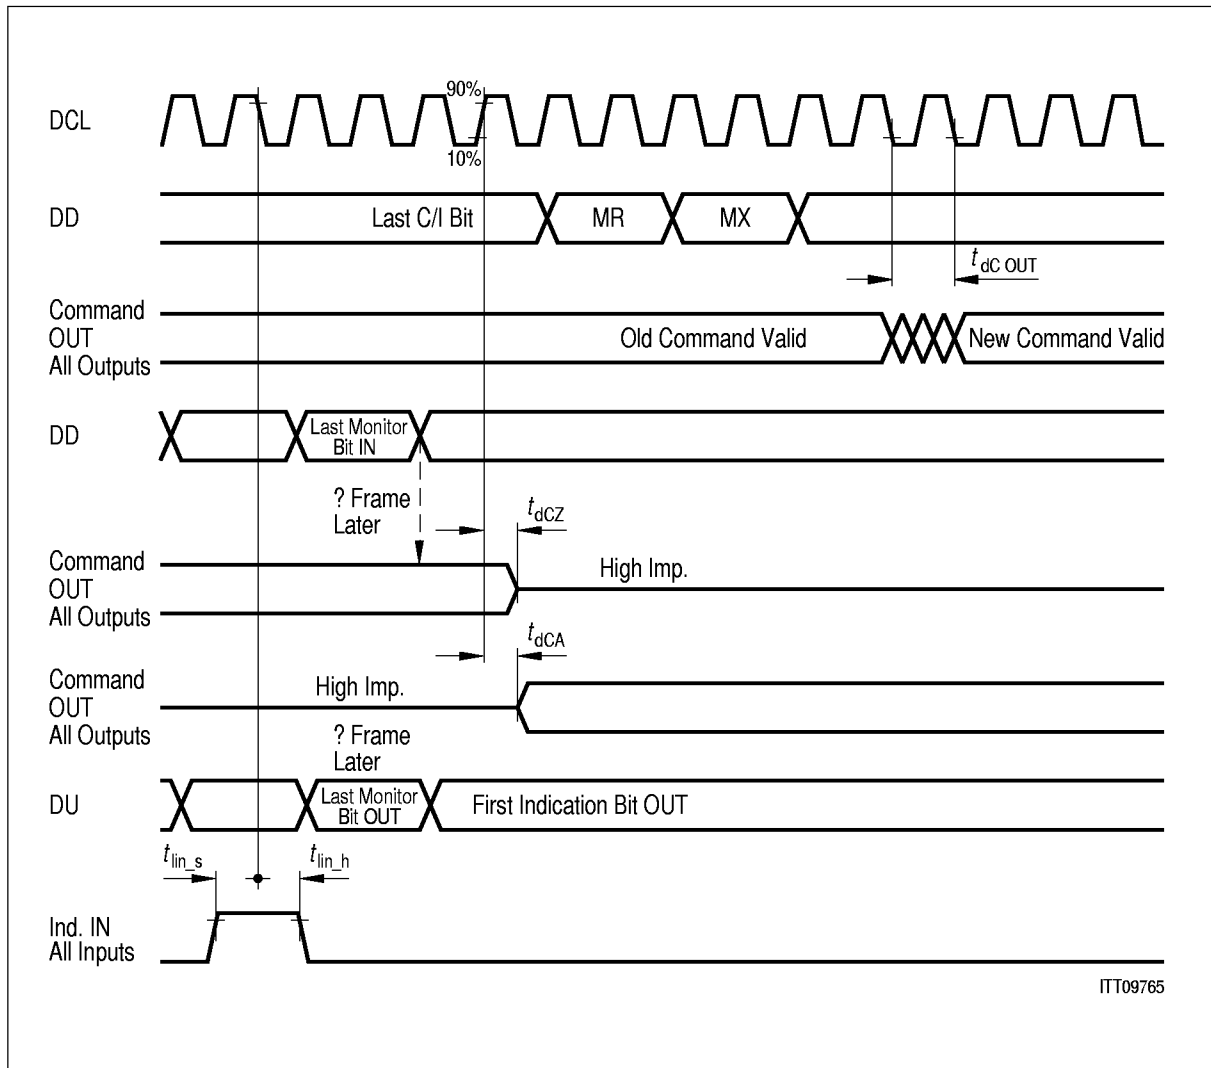 90%
DCL
10%
DD
Last C/I Bit
MR
MX
t dC OUT
Command
OUT
All Outputs
Old Command Valid
New Command Valid
DD
Last Monitor
Bit IN
? Frame
Later
t dCZ
Command
OUT
All Outputs
High Imp.
t dCA
Command
OUT
All Outputs
High Imp.
? Frame
Later
DU
Last Monitor
Bit OUT
First Indication Bit OUT
t lin_s
t lin_h
Ind. IN
All Inputs
ITT09765